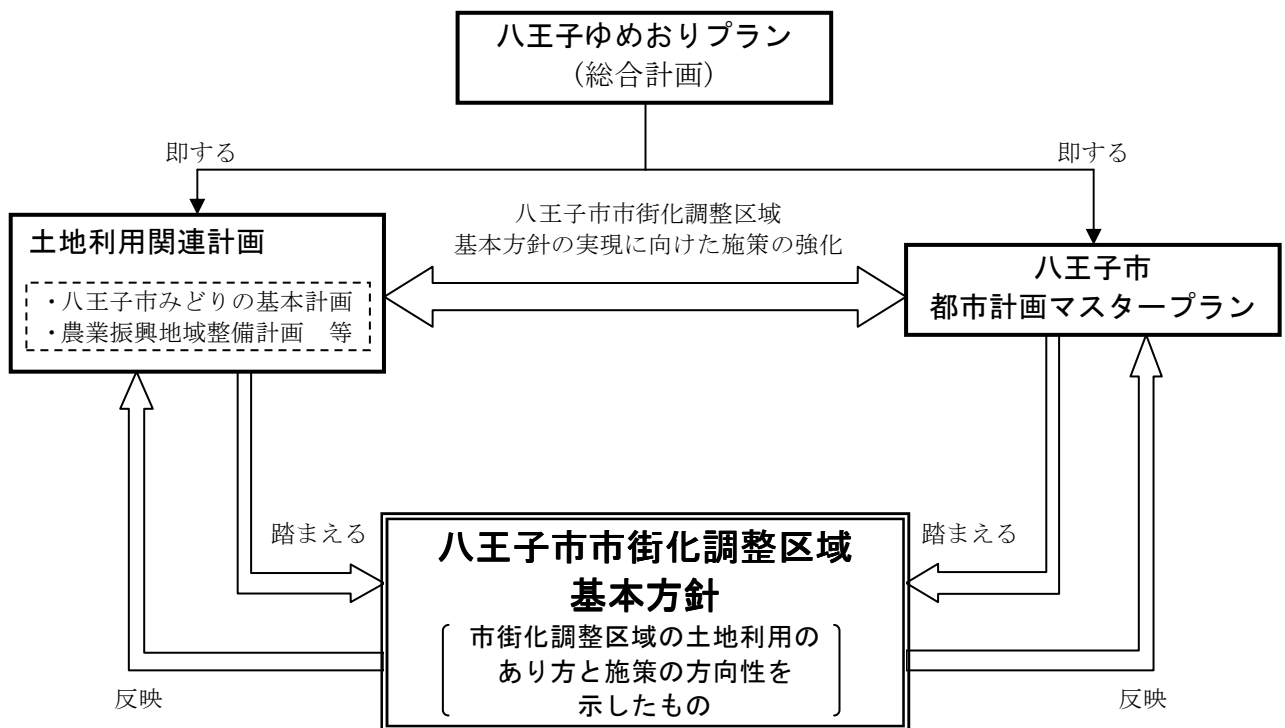 八王子ゆめおりプラン
（総合計画）
即する
即する
土地利用関連計画
・八王子市みどりの基本計画
・農業振興地域整備計画　等
八王子市市街化調整区域
基本方針の実現に向けた施策の強化
八王子市
都市計画マスタープラン
踏まえる
踏まえる
八王子市市街化調整区域
基本方針
市街化調整区域の土地利用の
あり方と施策の方向性を
示したもの
反映
反映